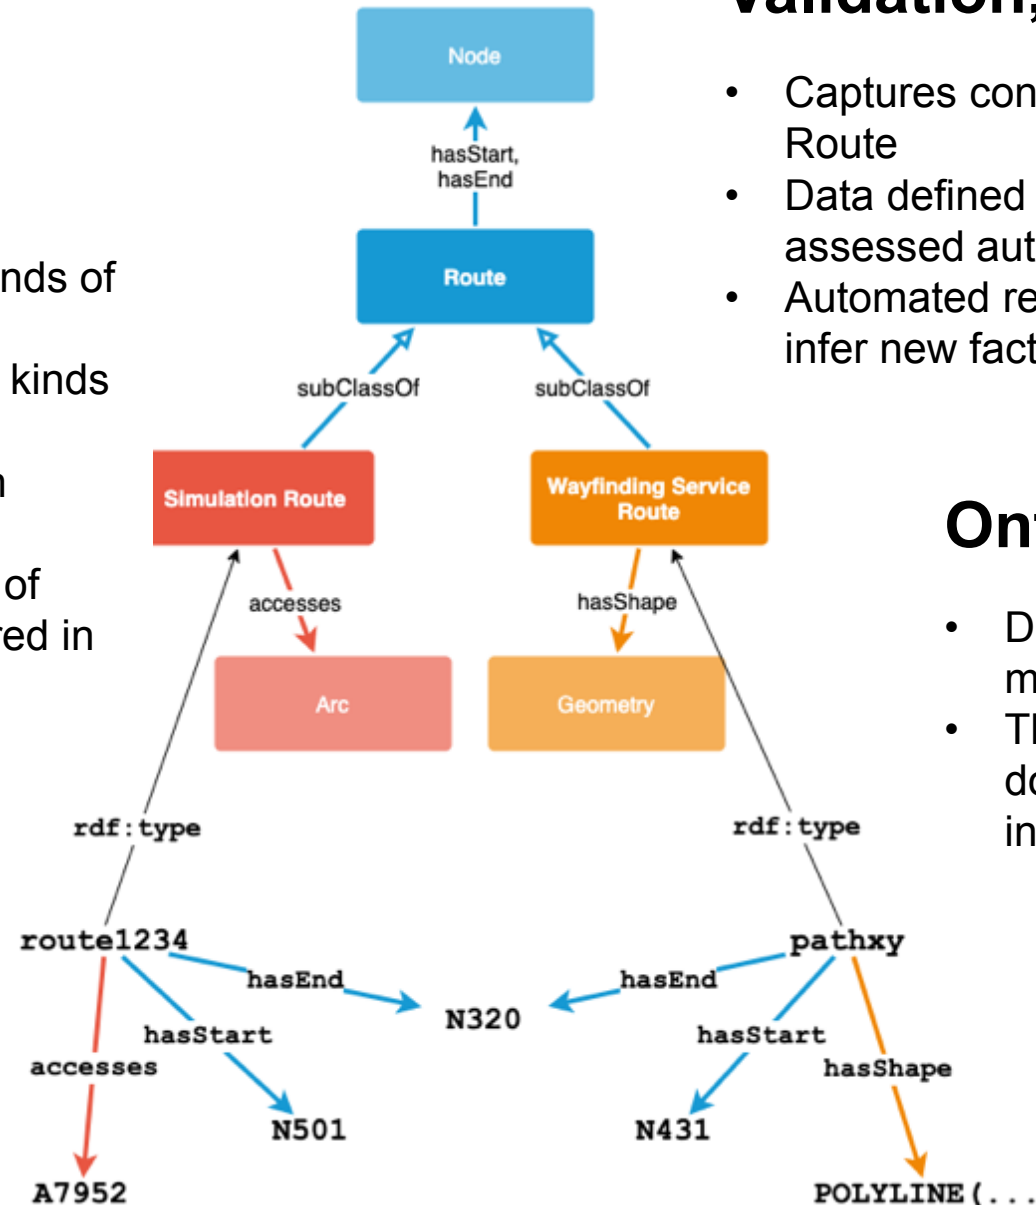 Validation,
• Captures con
Route
• Data defined
assessed aut
• Automated re
infer new fact
nds of
kinds
of
red in
Node
hasStart,
hasEnd
Route
subClassOf
subClassOf
Simulation Route
Wayfinding Service
Route
accesses
hasShape
Arc
Geometry
On
• D
m
• Th
do
in
rdf:type
rdf:type
route1234
pathxy
hasEnd
hasEnd
N320
hasStart
hasStart
accesses
hasShape
N501
N431
A7952
POLYLINE(...